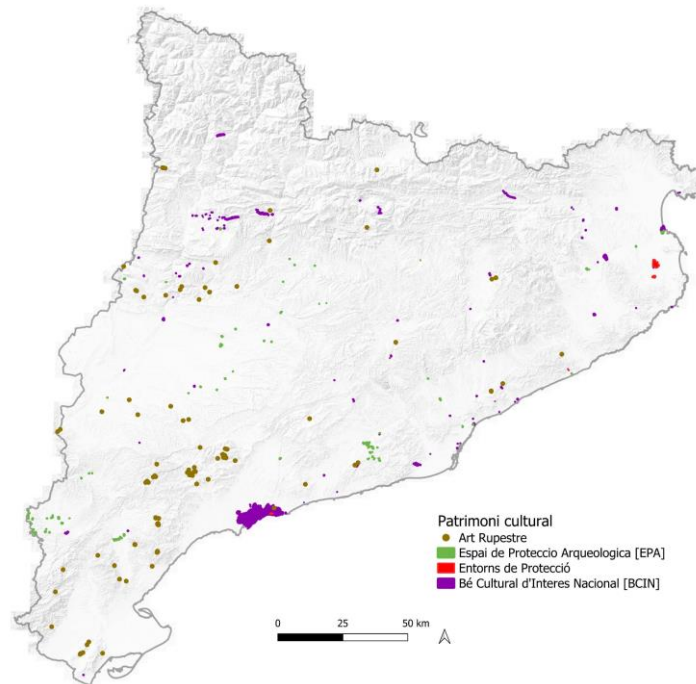 Patrimoni cultural
Art Rupestre
Espai de Proteccio Arqueologica [EPA]
Entorns de Protecció
Bé Cultural d'Interes Nacional [BCIN]
0 25 50 km